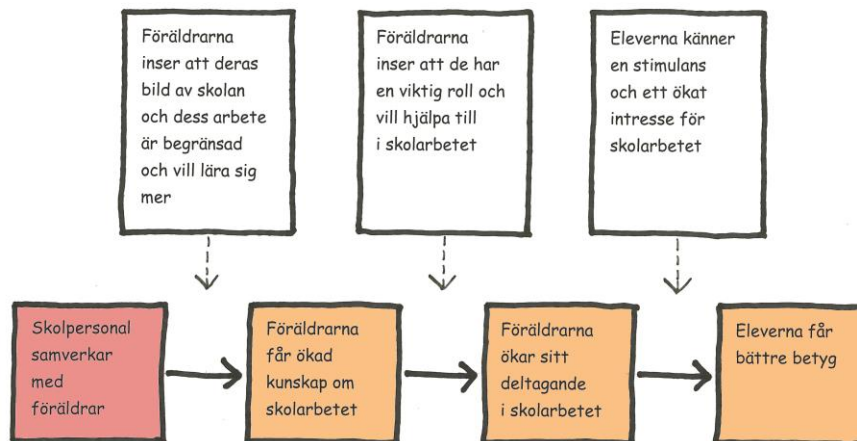 Föräldrarna
inser att deras
bild av skolan
och dess arbete
är begränsad
och vill lära sig
mer
Föräldrarna
inser att de har
en viktig roll och
vill hjälpa till
i skolarbetet
Eleverna känner
en stimulans
och ett ökat
intresse för
skolarbetet
Skolpersonal
samverkar
med
föräldrar
Föräldrarna
får ökad
kunskap om
skolarbetet
Föräldrarna
ökar sitt
deltagande
i skolarbetet
Eleverna får
bättre betyg